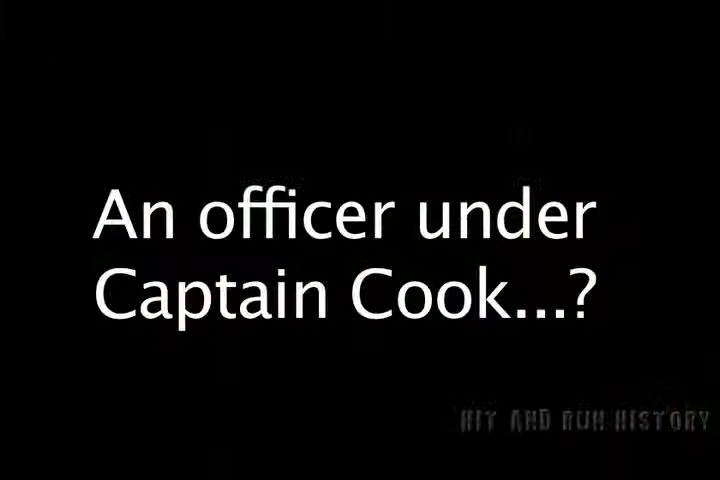 An officer under
Captain Cook...?
HIT AND RUN HISTORY